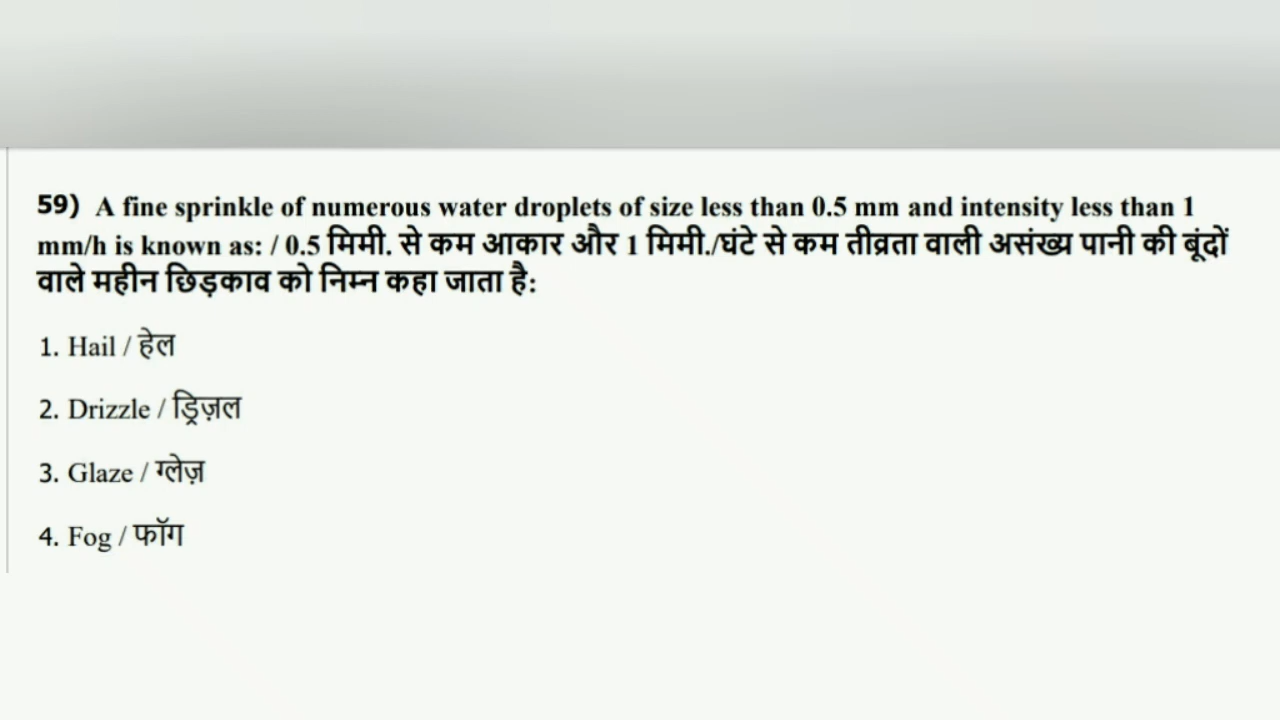 59) A fine sprinkle of numerous water droplets of size less than 0.5 mm and intensity less than 1
mm/h is known as: / 0.5 मिमी. से कम आकार और 1 मिमी./घंटे से कम तीव्रता वाली असंख्य पानी की बूंदों
वाले महीन छिड़काव को निम्न कहा जाता है:
1. Hail / हेल
2. Drizzle / ड्रिज़ल
3. Glaze / ग्लेज़
4. Fog / फॉग